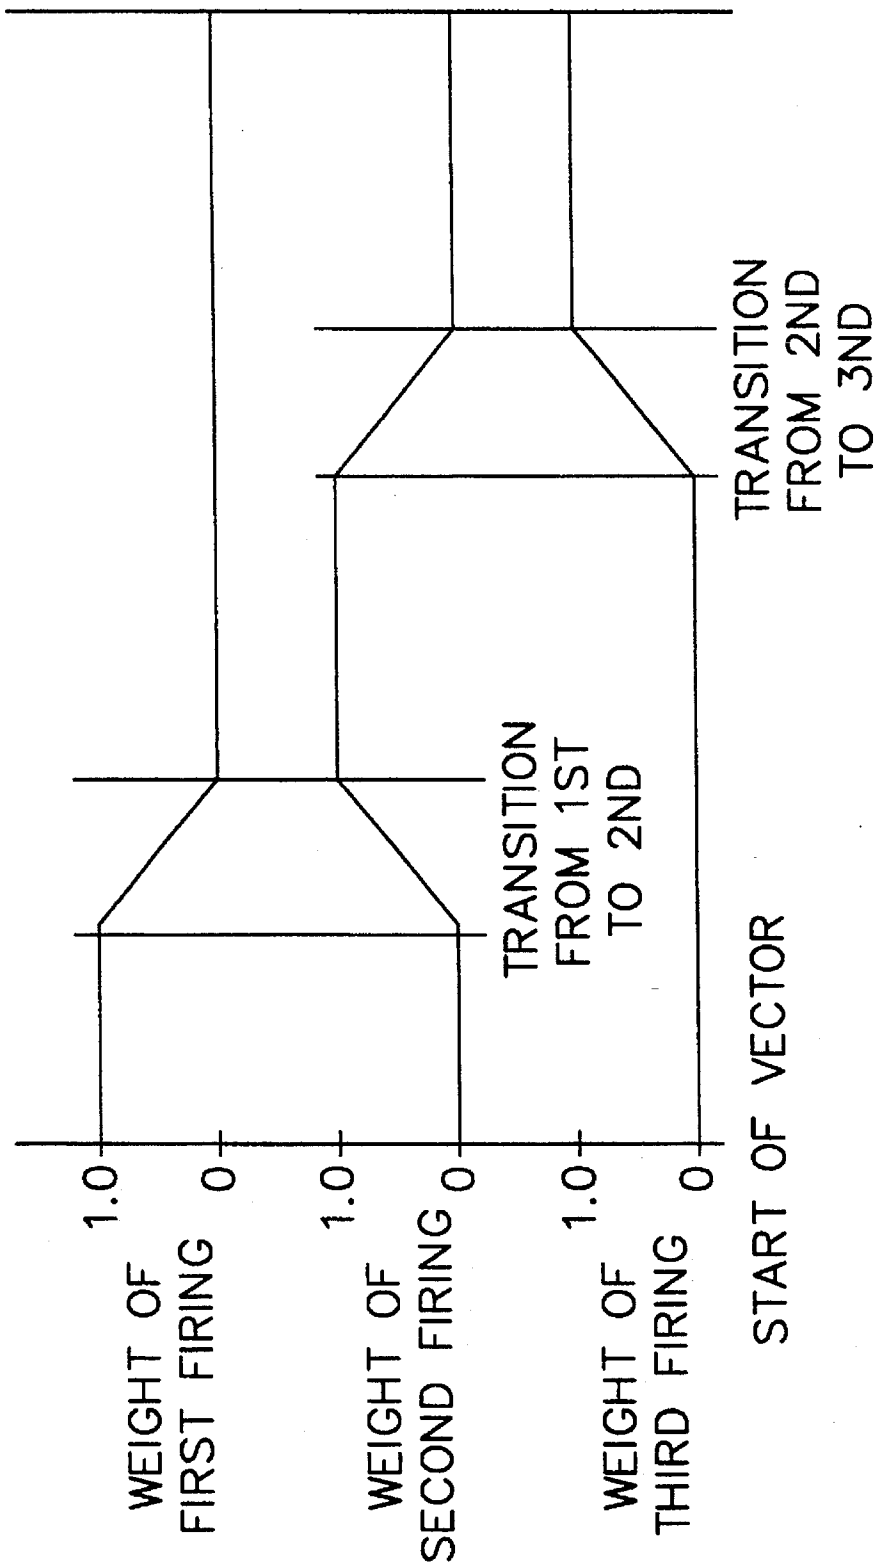 WEIGHT OF
FIRST FIRING
1.0
0
WEIGHT OF
SECOND FIRING
1.0
0
WEIGHT OF
THIRD FIRING
1.0
0
START OF VECTOR
TRANSITION
FROM 1ST
TO 2ND
TRANSITION
FROM 2ND
TO 3ND